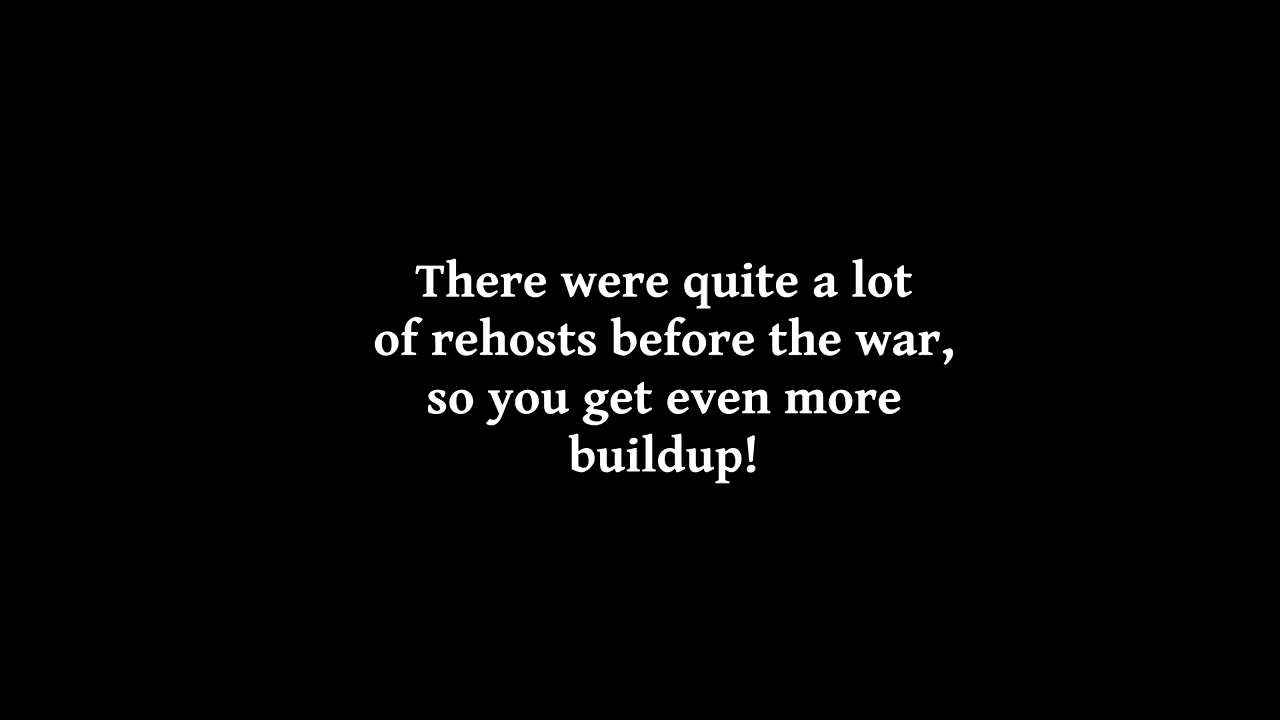 There were quite a lot
of rehosts before the war,
so you get even more
buildup!